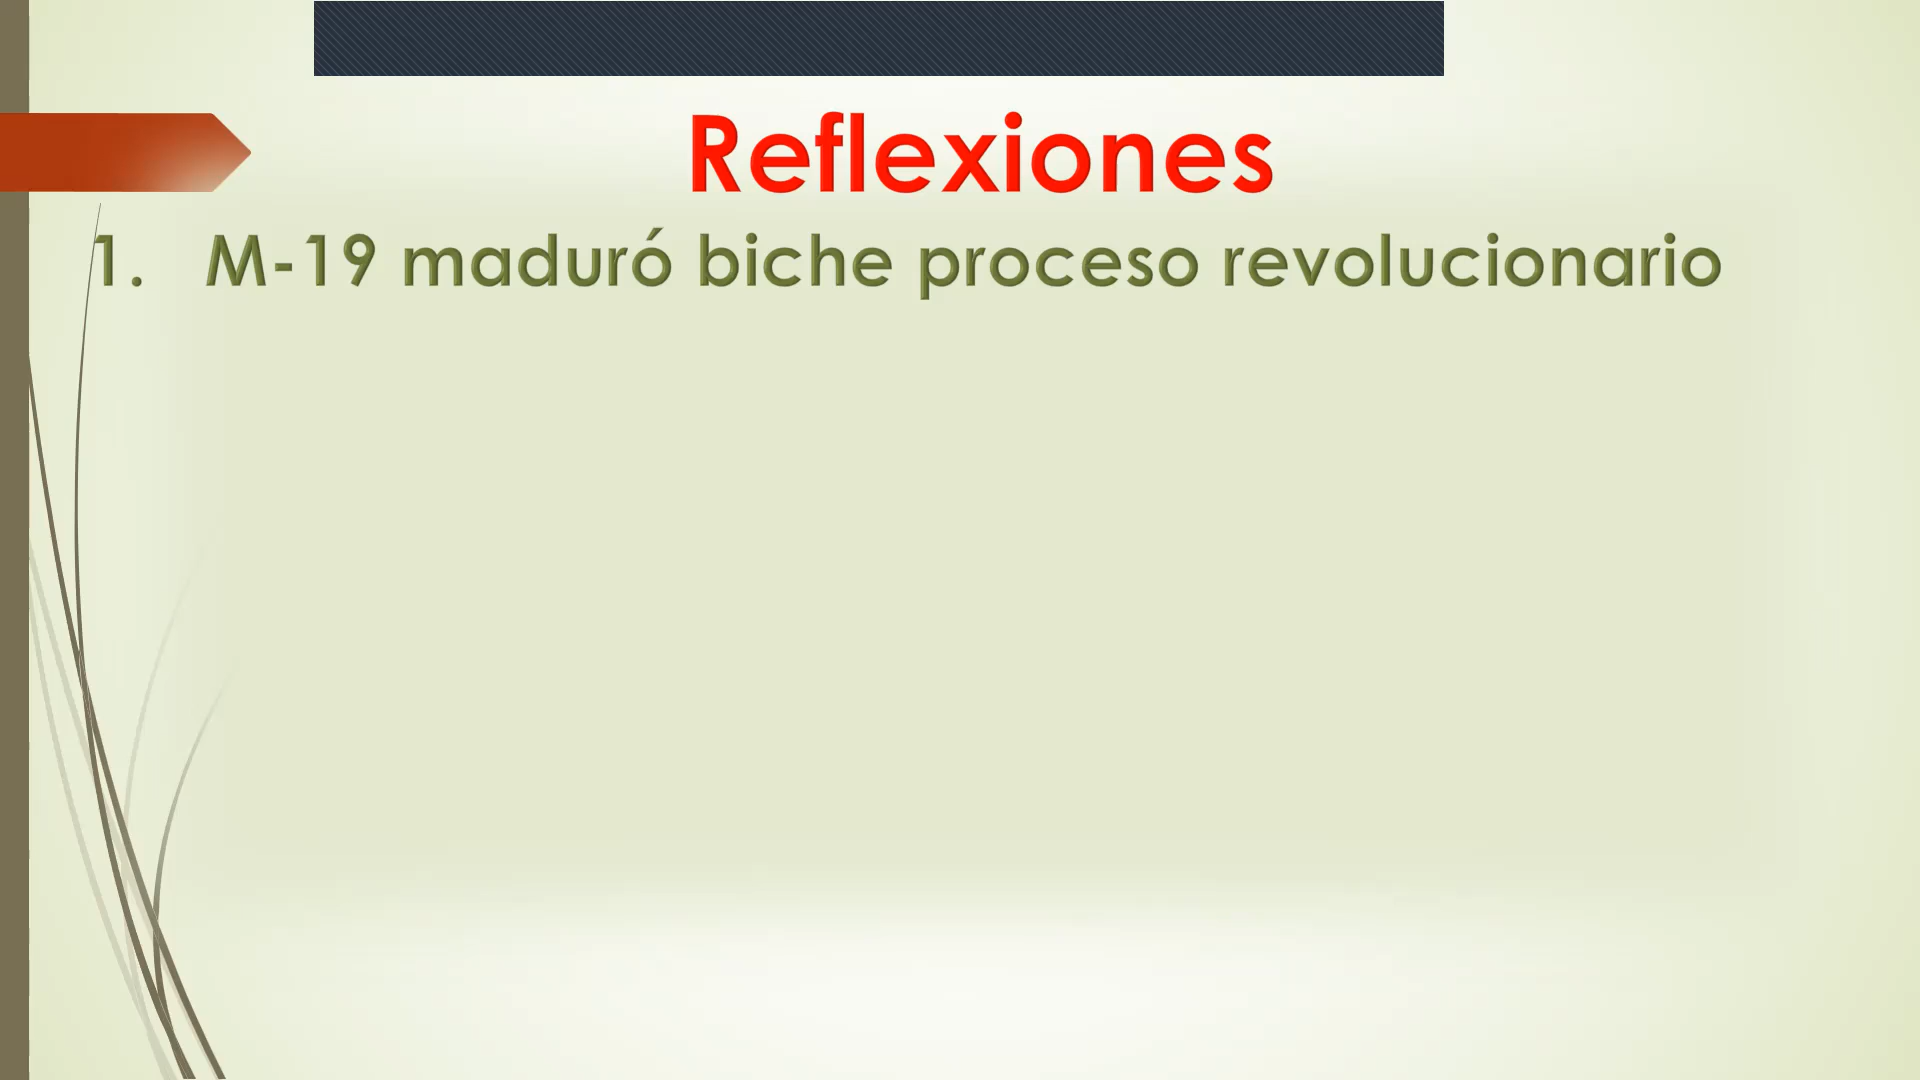 Reflexiones
1. M-19 maduró biche proceso revolucionario